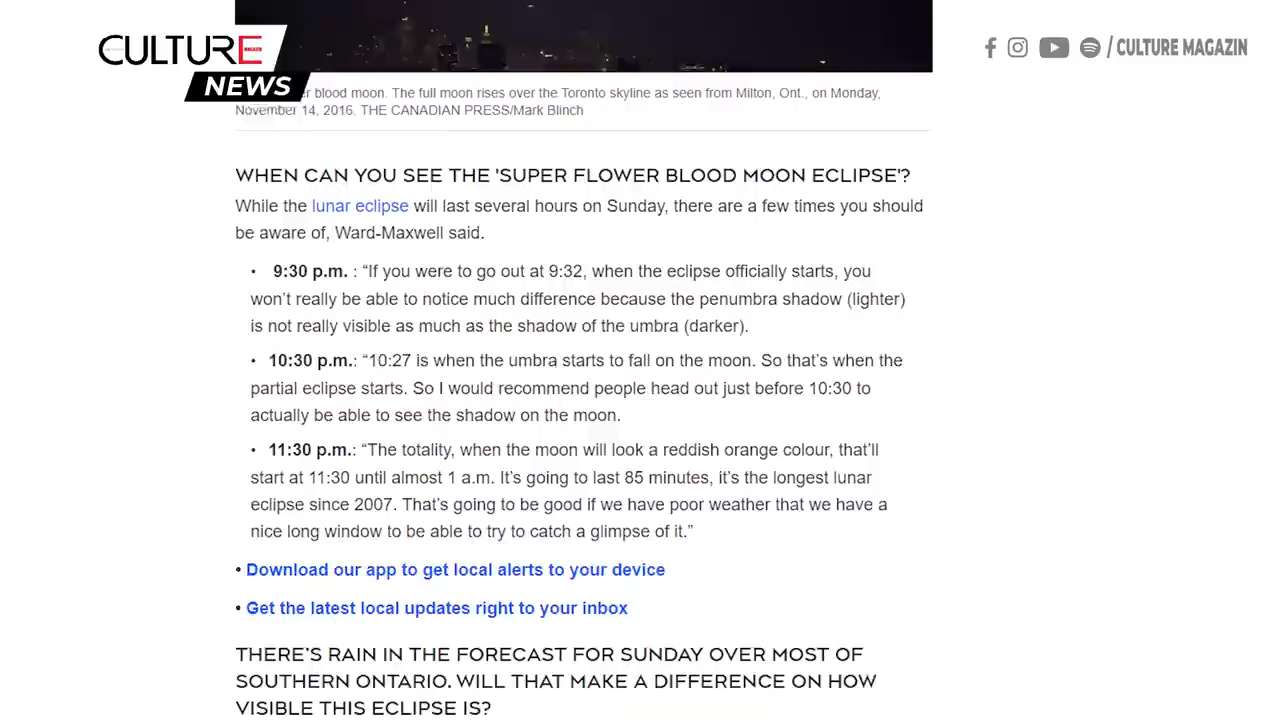 CULTURE
NEWS
/ CULTURE MAGAZIN
r blood moon. The full moon rises over the Toronto skyline as seen from Milton, Ont., on Monday,
November 14, 2016. THE CANADIAN PRESS/Mark Blinch
WHEN CAN YOU SEE THE 'SUPER FLOWER BLOOD MOON ECLIPSE'?
While the lunar eclipse will last several hours on Sunday, there are a few times you should
be aware of, Ward-Maxwell said.
• 9:30 p.m. : “If you were to go out at 9:32, when the eclipse officially starts, you
won’t really be able to notice much difference because the penumbra shadow (lighter)
is not really visible as much as the shadow of the umbra (darker).
• 10:30 p.m.: “10:27 is when the umbra starts to fall on the moon. So that’s when the
partial eclipse starts. So I would recommend people head out just before 10:30 to
actually be able to see the shadow on the moon.
• 11:30 p.m.: “The totality, when the moon will look a reddish orange colour, that’ll
start at 11:30 until almost 1 a.m. It’s going to last 85 minutes, it’s the longest lunar
eclipse since 2007. That’s going to be good if we have poor weather that we have a
nice long window to be able to try to catch a glimpse of it.”
• Download our app to get local alerts to your device
• Get the latest local updates right to your inbox
THERE’S RAIN IN THE FORECAST FOR SUNDAY OVER MOST OF
SOUTHERN ONTARIO. WILL THAT MAKE A DIFFERENCE ON HOW
VISIBLE THIS ECLIPSE IS?